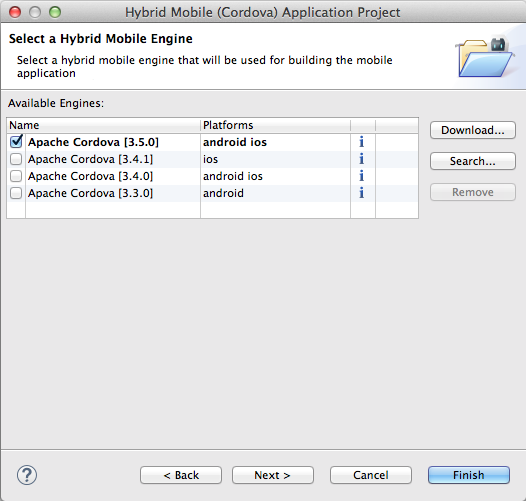 Hybrid Mobile (Cordova) Application Project
Select a Hybrid Mobile Engine
Select a hybrid mobile engine that will be used for building the mobile
application
Available Engines:
Name Platforms
Apache Cordova [3.5.0] android ios i
Apache Cordova [3.4.1] ios i
Apache Cordova [3.4.0] android ios i
Apache Cordova [3.3.0] android i
Download...
Search...
Remove
? < Back Next > Cancel Finish